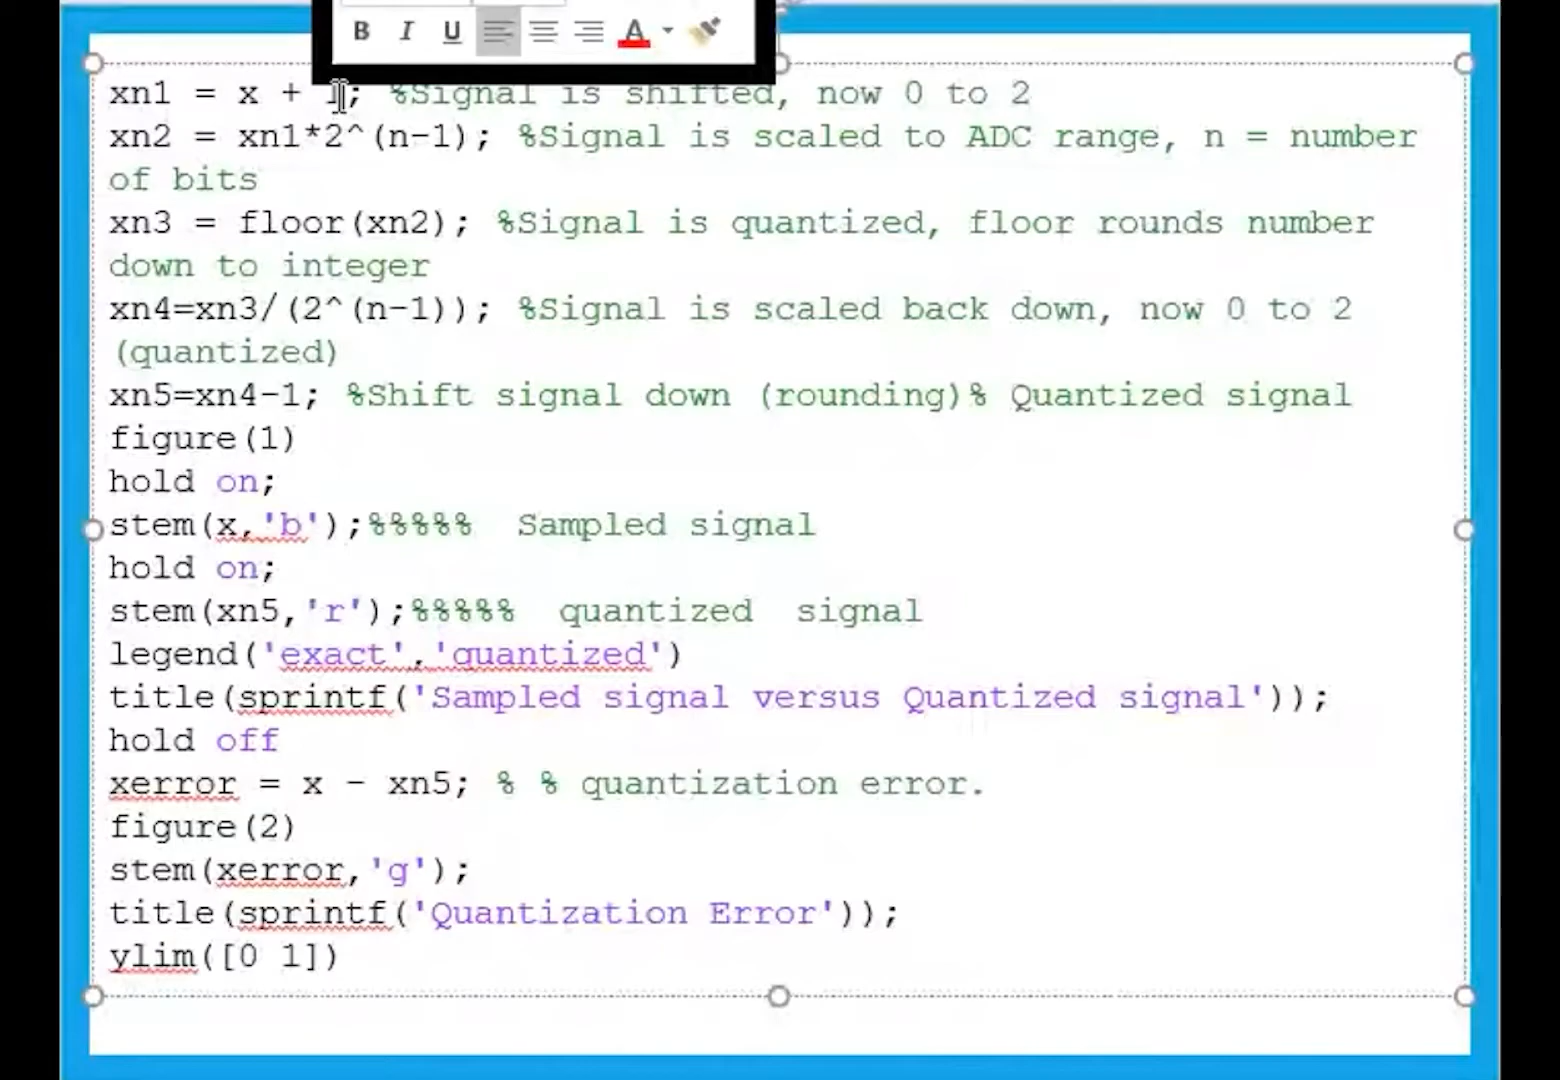 B I U A
xn1 = x + 1; %Signal is shifted, now 0 to 2
xn2 = xn1*2^(n-1); %Signal is scaled to ADC range, n = number
of bits
xn3 = floor(xn2); %Signal is quantized, floor rounds number
down to integer
xn4=xn3/(2^(n-1)); %Signal is scaled back down, now 0 to 2
(quantized)
xn5=xn4-1; %Shift signal down (rounding)% Quantized signal
figure(1)
hold on;
stem(x,'b');%%%%%  Sampled signal
hold on;
stem(xn5,'r');%%%%%  quantized  signal
legend('exact','quantized')
title(sprintf('Sampled signal versus Quantized signal'));
hold off
xerror = x - xn5; % % quantization error.
figure(2)
stem(xerror,'g');
title(sprintf('Quantization Error'));
ylim([0 1])